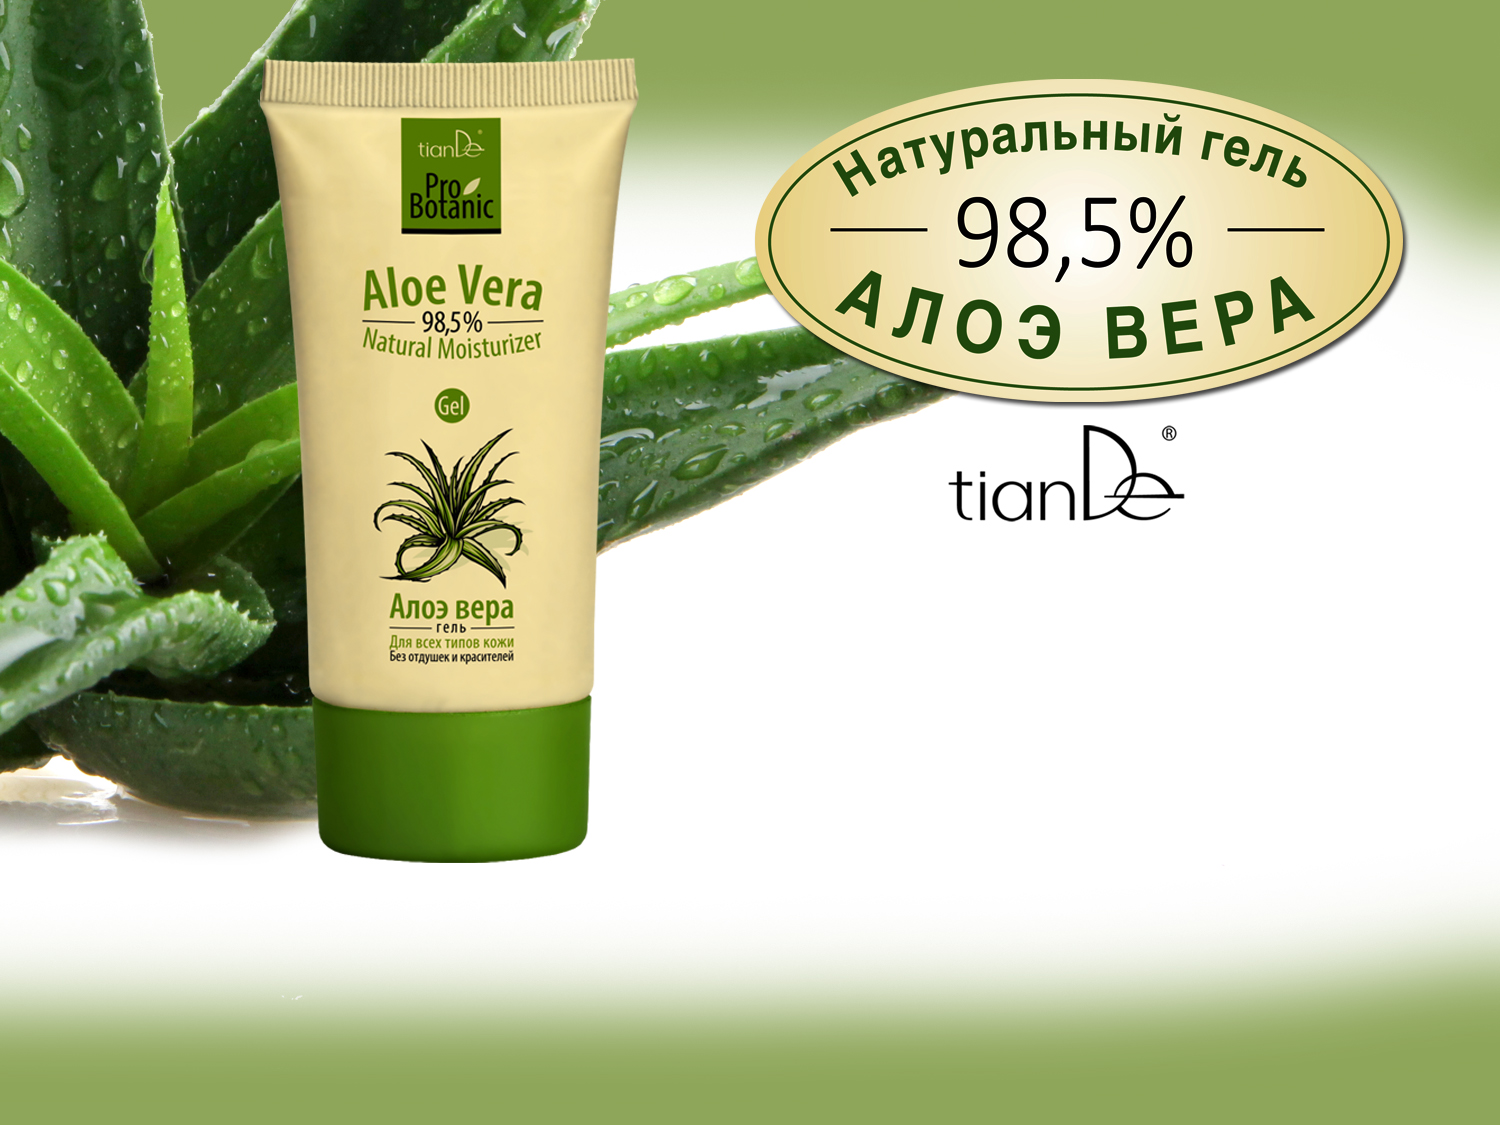 tianDe®
Pro
Botanic
Aloe Vera
98,5%
Natural Moisturizer
Gel
Алоэ вера
гель
Для всех типов кожи
Без отдушек и красителей
Натуральный гель
98,5%
АЛОЭ ВЕРА
tianDe®